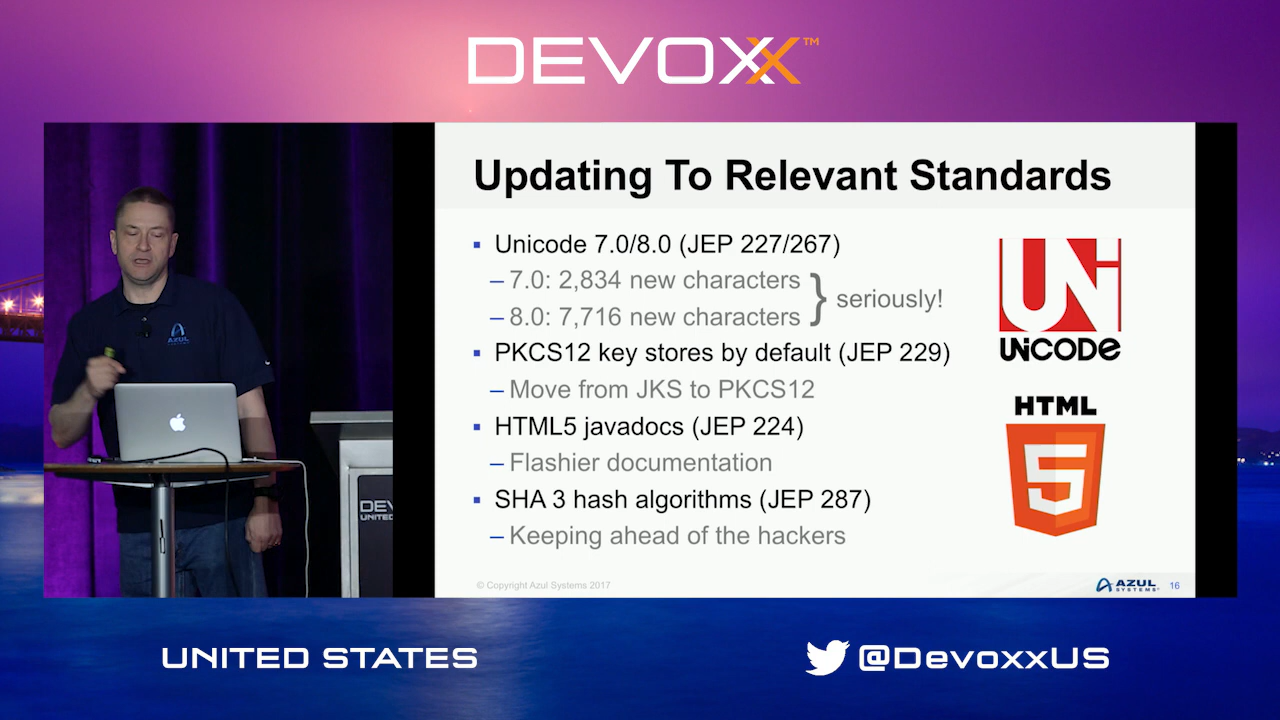 DEVOXX™
Updating To Relevant Standards
▪ Unicode 7.0/8.0 (JEP 227/267)
– 7.0: 2,834 new characters
– 8.0: 7,716 new characters
} seriously!
▪ PKCS12 key stores by default (JEP 229)
– Move from JKS to PKCS12
▪ HTML5 javadocs (JEP 224)
– Flashier documentation
▪ SHA 3 hash algorithms (JEP 287)
– Keeping ahead of the hackers
UNiCODE
HTML
5
© Copyright Azul Systems 2017
AZUL
SYSTEMS
16
AZUL
SYSTEMS
DEV
UNITED
UNITED STATES
@DevoxxUS